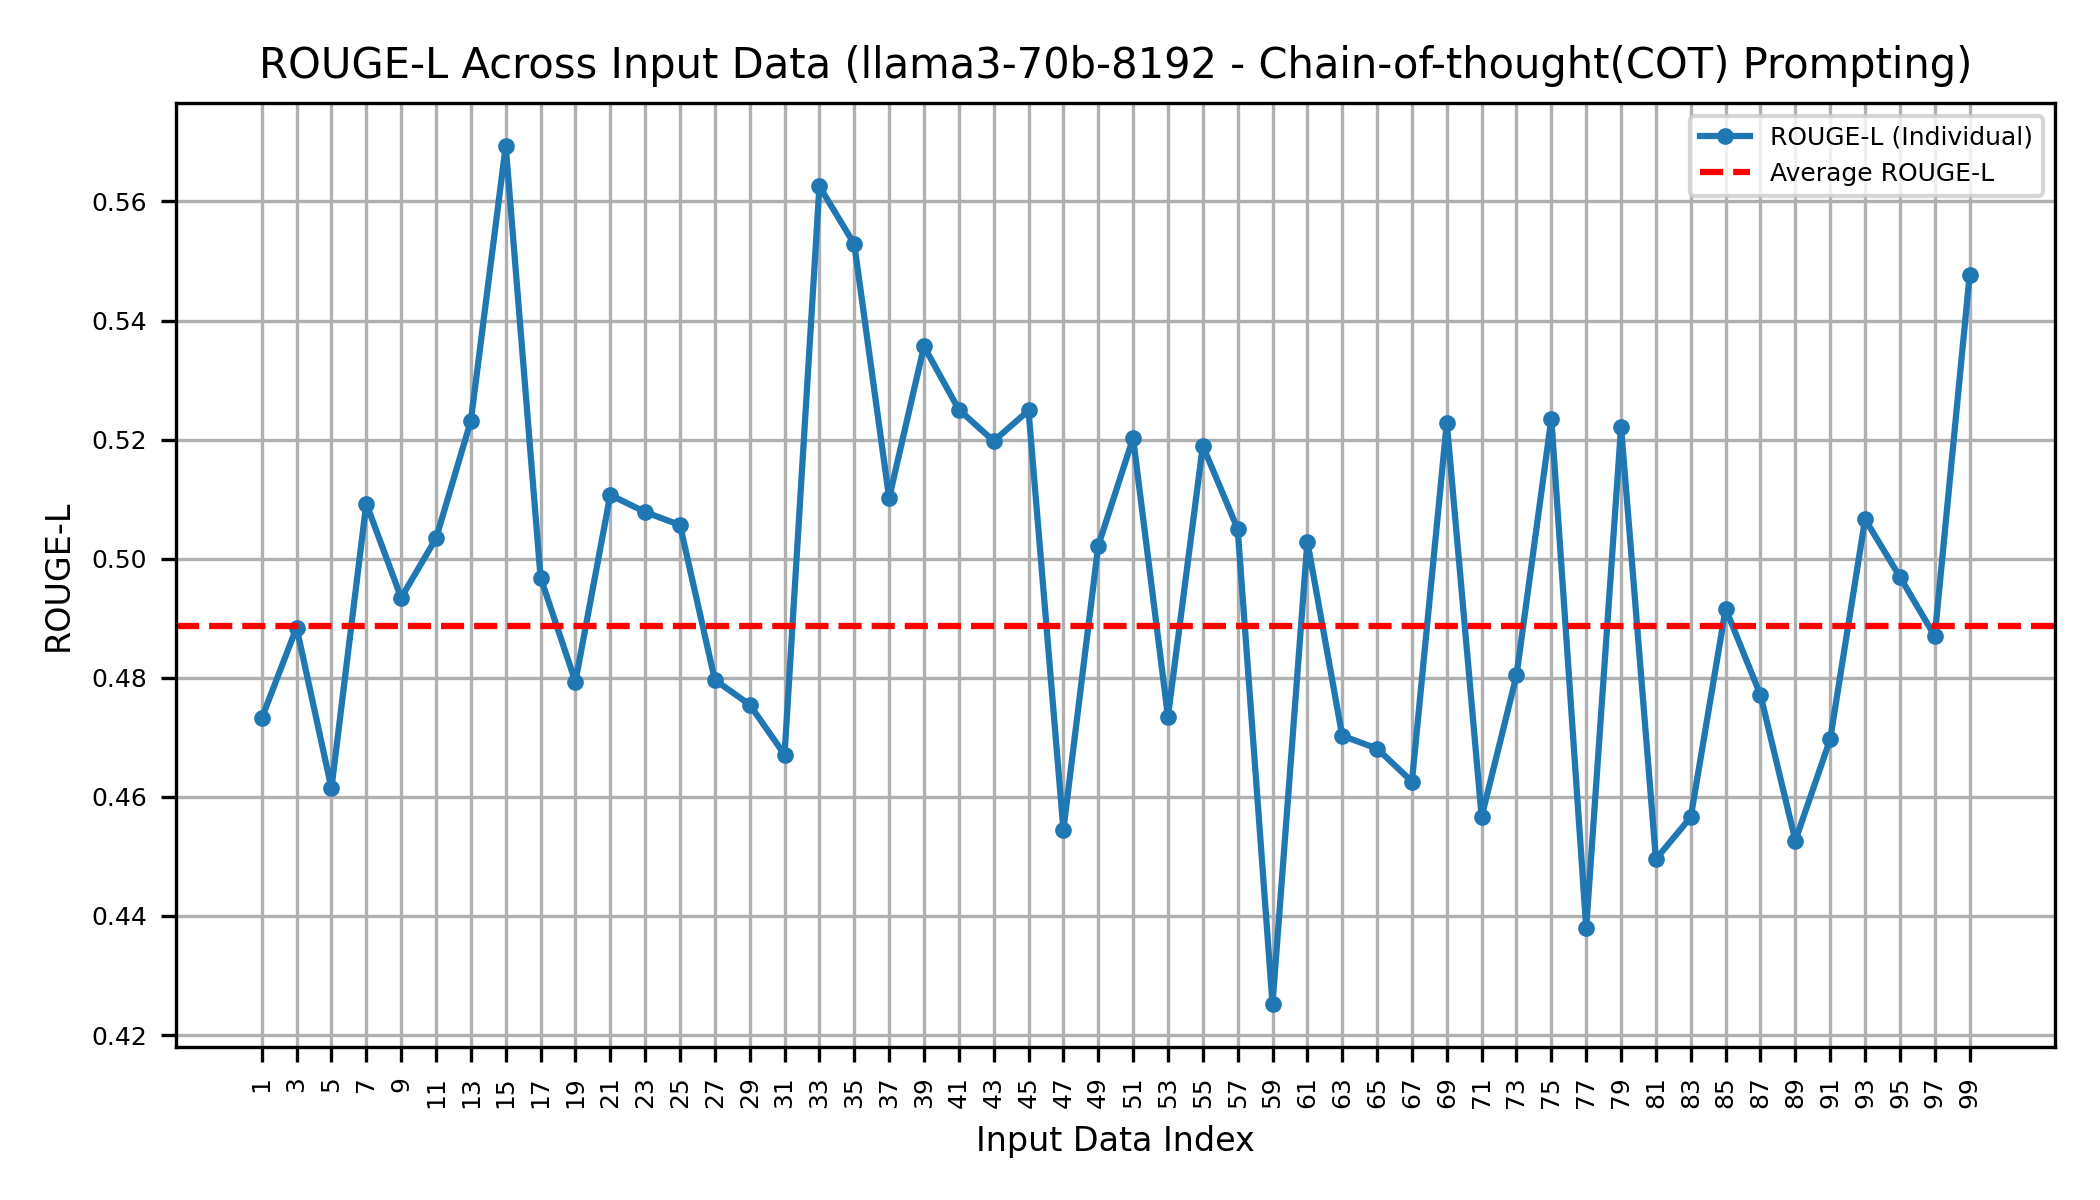 ROUGE-L Across Input Data (llama3-70b-8192 - Chain-of-thought(COT) Prompting)
ROUGE-L (Individual)
Average ROUGE-L
0.56
0.54
0.52
0.50
0.48
0.46
0.44
0.42
ROUGE-L
1 3 5 7 9 11 13 15 17 19 21 23 25 27 29 31 33 35 37 39 41 43 45 47 49 51 53 55 57 59 61 63 65 67 69 71 73 75 77 79 81 83 85 87 89 91 93 95 97 99
Input Data Index